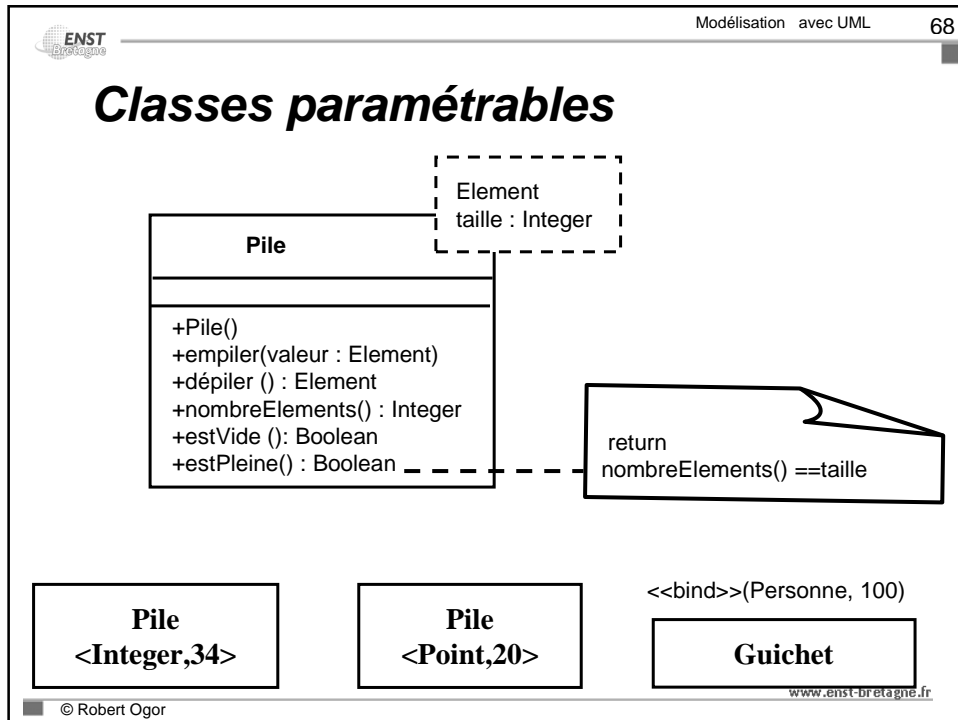 ENST
Bretagne
Modélisation avec UML
68
Classes paramétrables
Element
taille : Integer
Pile
+Pile()
+empiler(valeur : Element)
+dépiler () : Element
+nombreElements() : Integer
+estVide (): Boolean
+estPleine() : Boolean
return
nombreElements() ==taille
Pile
<Integer,34>
Pile
<Point,20>
<<bind>>(Personne, 100)
Guichet
www.enst-bretagne.fr
© Robert Ogor